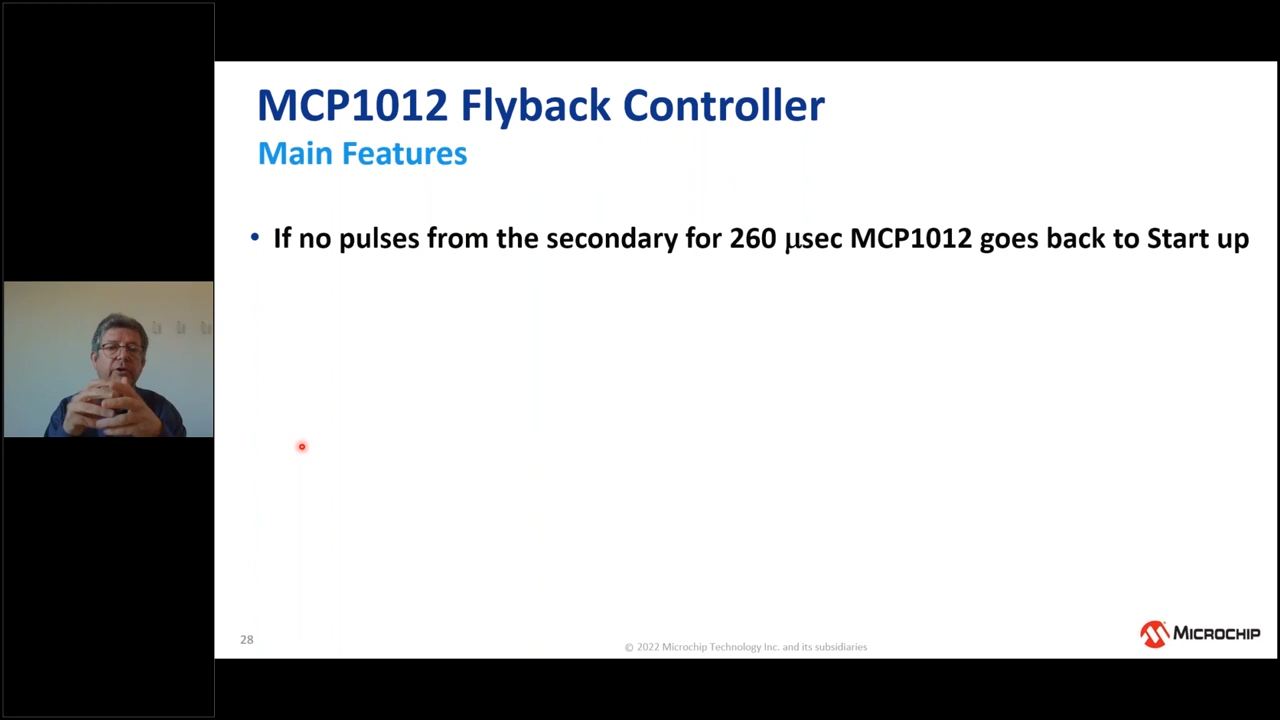 MCP1012 Flyback Controller
Main Features
• If no pulses from the secondary for 260 μsec MCP1012 goes back to Start up
28
© 2022 Microchip Technology Inc. and its subsidiaries
MICROCHIP